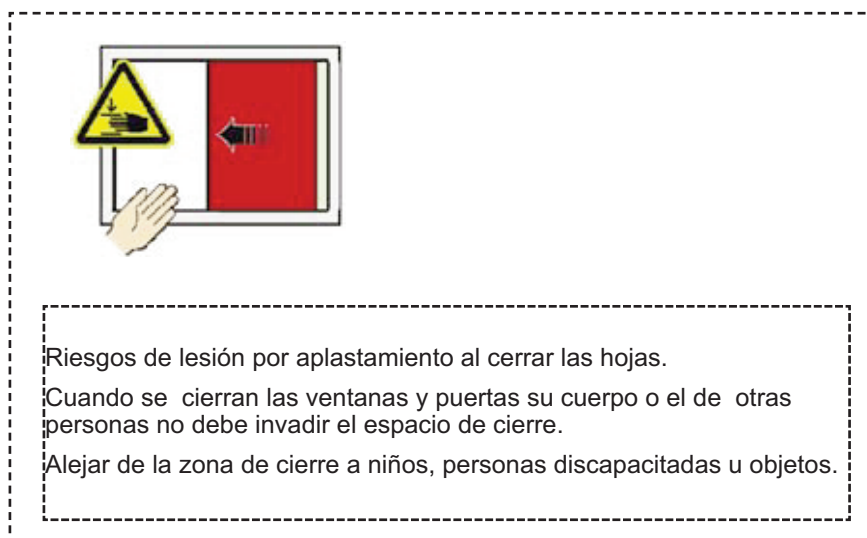 Riesgos de lesión por aplastamiento al cerrar las hojas.
Cuando se cierran las ventanas y puertas su cuerpo o el de otras
personas no debe invadir el espacio de cierre.
Alejar de la zona de cierre a niños, personas discapacitadas u objetos.